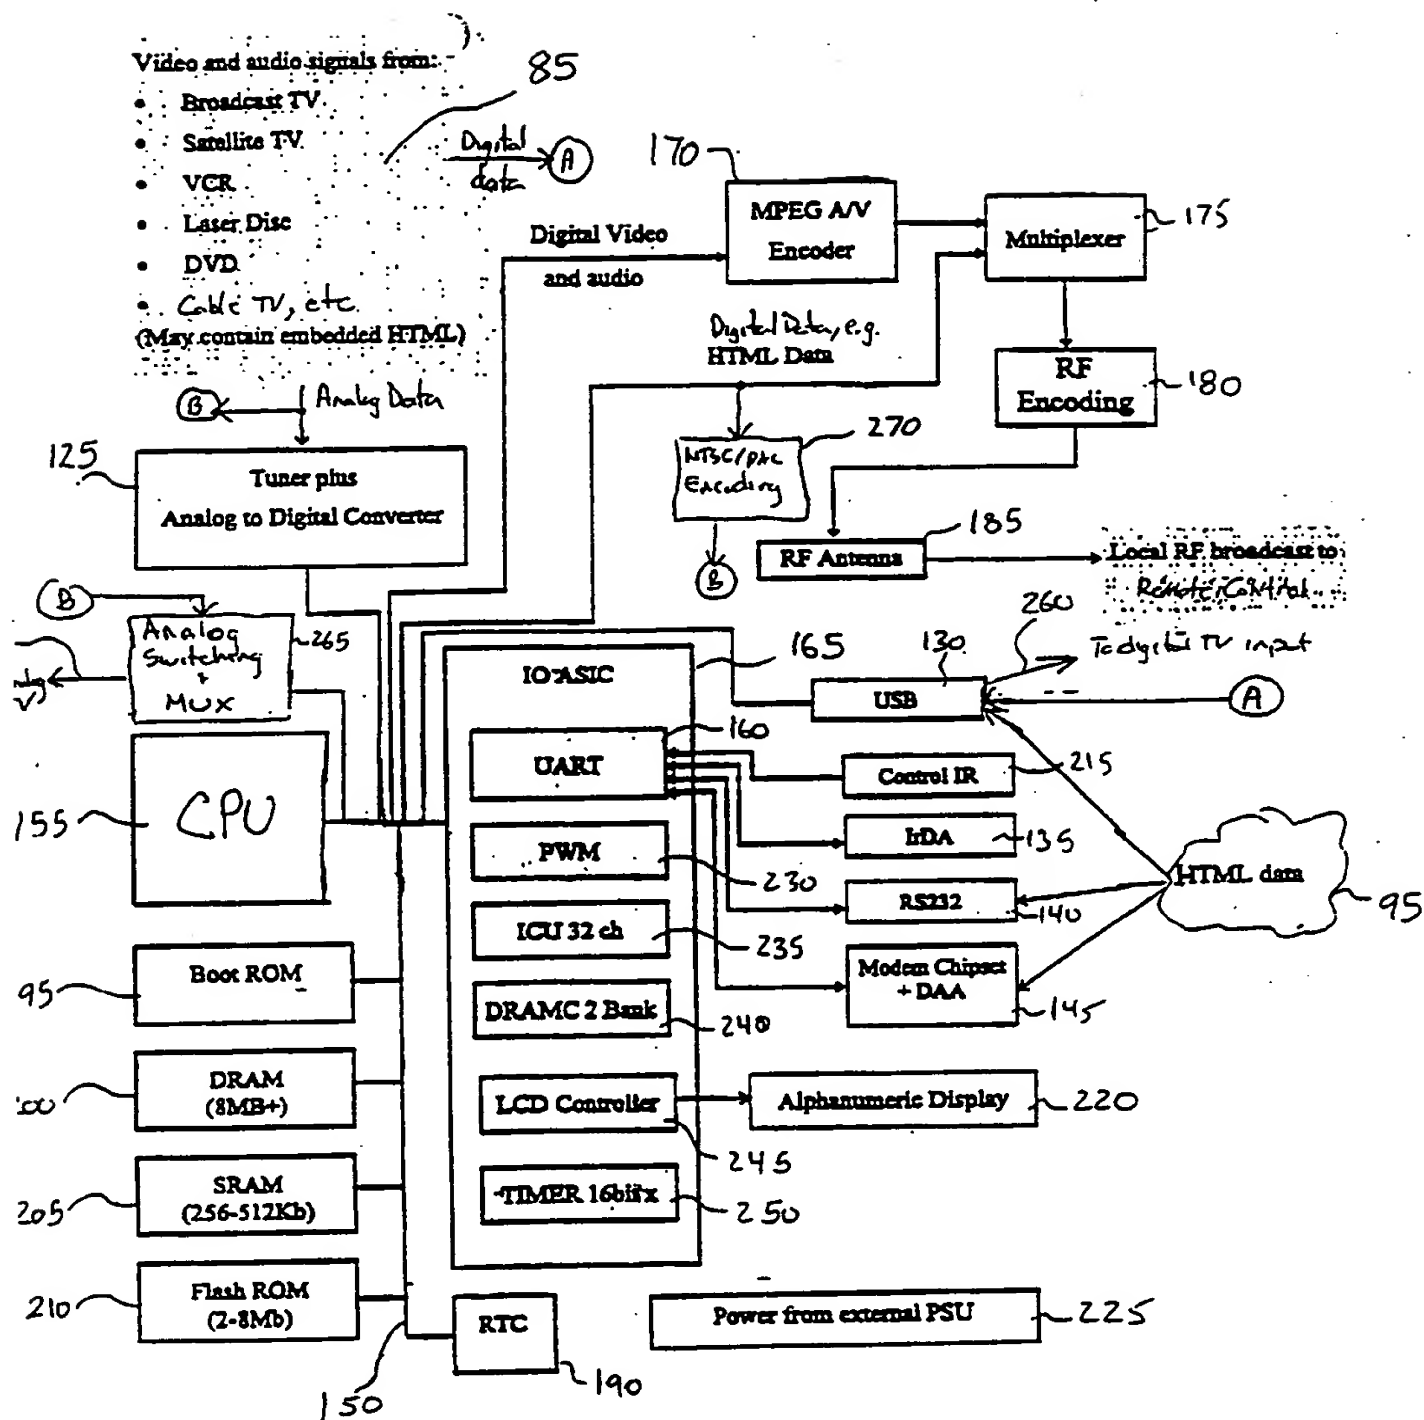 Video and audio signals from:
• Broadcast TV
• Satellite TV
• VCR
• Laser Disc
• DVD
• Cable TV, etc.
(May contain embedded HTML)
85
Digital
data
A
170
MPEG A/V
Encoder
Multiplexer
175
Digital Video
and audio
Digital Data, e.g.
HTML Data
RF
Encoding
180
B
Analog Data
125
Tuner plus
Analog to Digital Converter
270
Encoding
B
RF Antenna
185
Local RF broadcast to
Remote Control
B
Analog
Switching
+
MUX
265
IO ASIC
165
130
USB
260
To digital TV input
A
CPU
155
UART
160
Control IR
215
IrDA
135
PWM
230
RS232
140
HTML data
95
ICU 32 ch
235
Modem Chipset
+ DAA
145
Boot ROM
95
DRAMC 2 Bank
240
DRAM
(8MB+)
LCD Controller
245
Alphanumeric Display
220
SRAM
(256-512Kb)
205
TIMER 16bit x
250
Flash ROM
(2-8Mb)
210
RTC
190
Power from external PSU
225
150